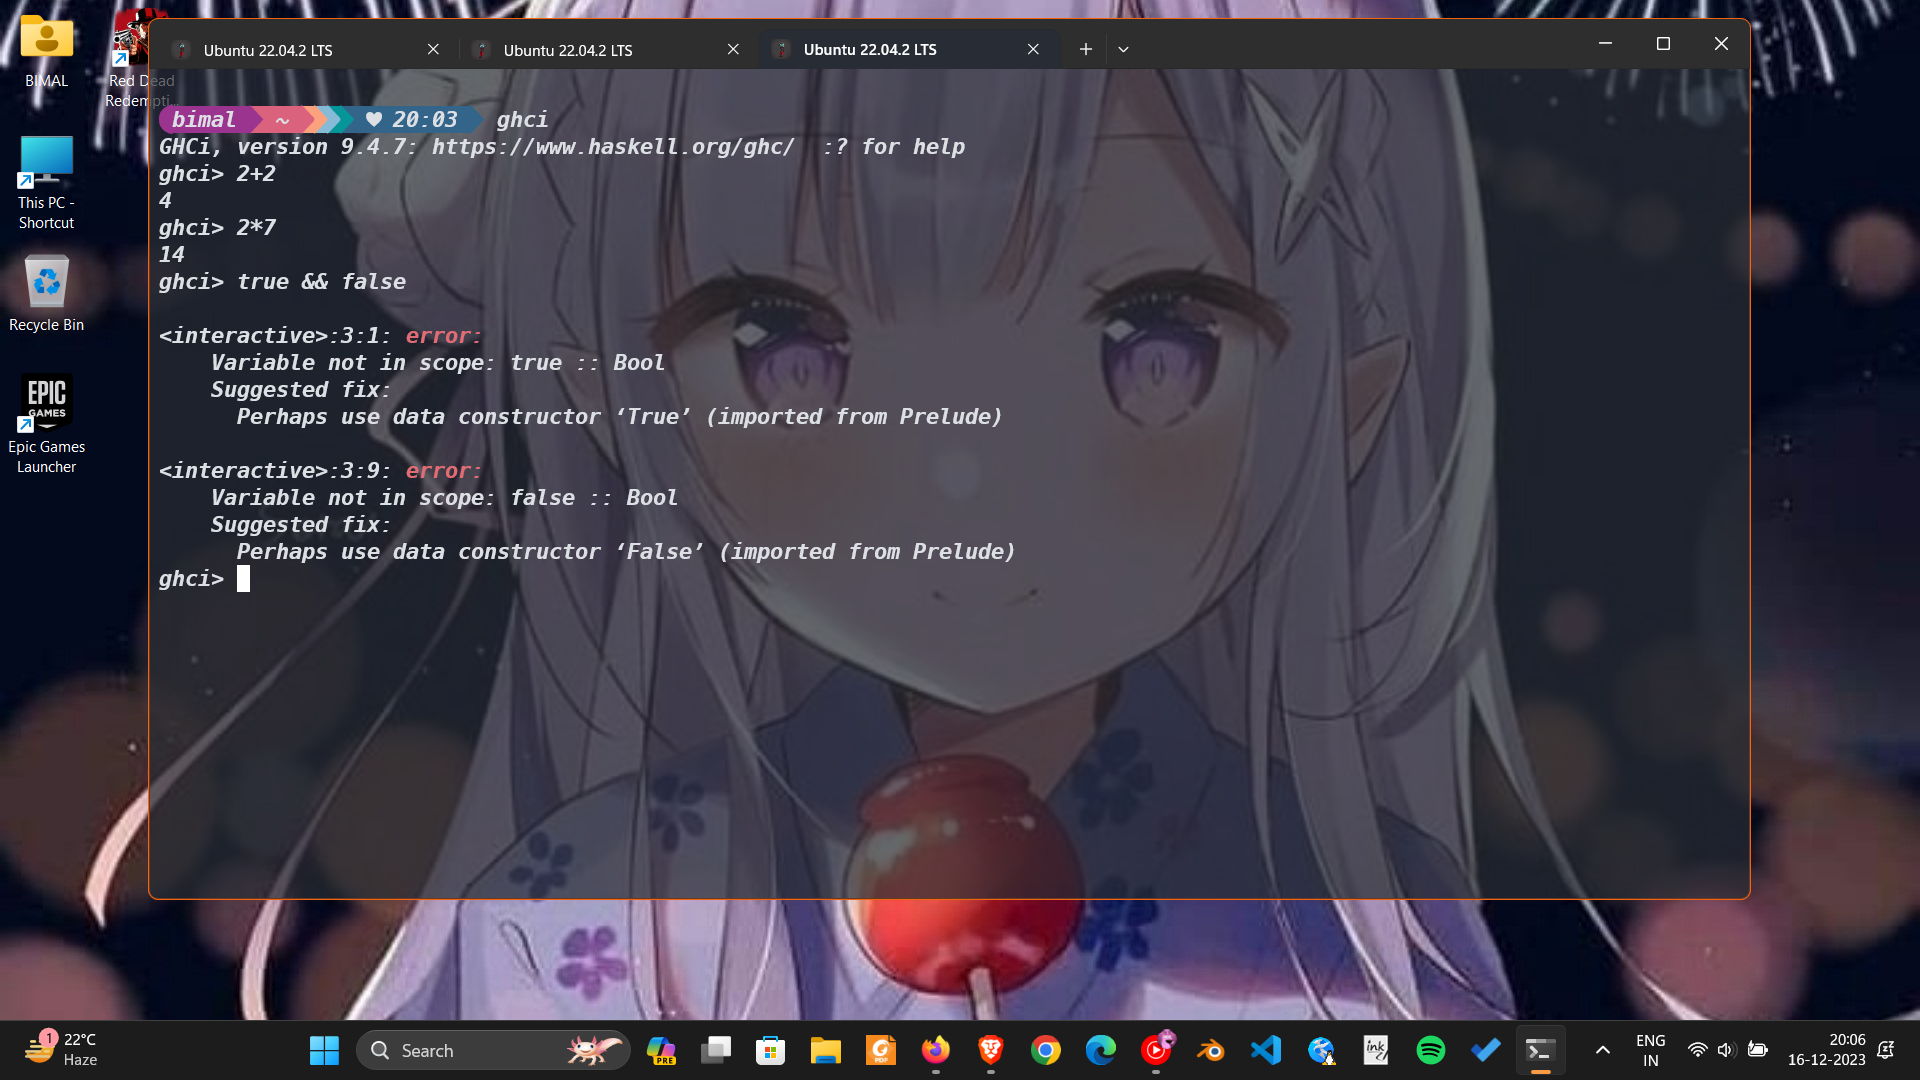 Ubuntu 22.04.2 LTS
Ubuntu 22.04.2 LTS
Ubuntu 22.04.2 LTS
BIMAL
Red Dead
Redempti...
This PC -
Shortcut
Recycle Bin
EPIC
GAMES
Epic Games
Launcher
bimal ~ ♥ 20:03 ghci
GHCi, version 9.4.7: https://www.haskell.org/ghc/  :? for help
ghci> 2+2
4
ghci> 2*7
14
ghci> true && false
<interactive>:3:1: error:
    Variable not in scope: true :: Bool
    Suggested fix:
      Perhaps use data constructor ‘True’ (imported from Prelude)
<interactive>:3:9: error:
    Variable not in scope: false :: Bool
    Suggested fix:
      Perhaps use data constructor ‘False’ (imported from Prelude)
ghci>
1
22°C
Haze
Search
PRE
PDF
ink
ENG
IN
20:06
16-12-2023